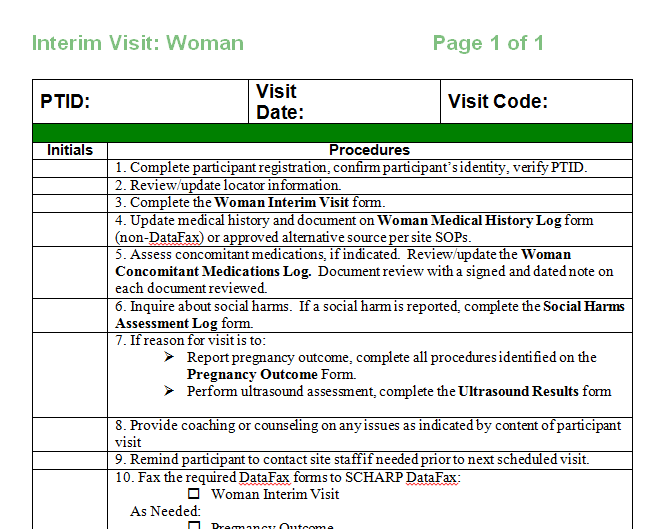 Interim Visit: Woman Page 1 of 1
PTID: Visit Date: Visit Code:
Initials Procedures
1. Complete participant registration, confirm participant's identity, verify PTID.
2. Review/update locator information.
3. Complete the Woman Interim Visit form.
4. Update medical history and document on Woman Medical History Log form
(non-DataFax) or approved alternative source per site SOPs.
5. Assess concomitant medications, if indicated. Review/update the Woman
Concomitant Medications Log. Document review with a signed and dated note on
each document reviewed.
6. Inquire about social harms. If a social harm is reported, complete the Social Harms
Assessment Log form.
7. If reason for visit is to:
➢ Report pregnancy outcome, complete all procedures identified on the
Pregnancy Outcome Form.
➢ Perform ultrasound assessment, complete the Ultrasound Results form
8. Provide coaching or counseling on any issues as indicated by content of participant
visit
9. Remind participant to contact site staff if needed prior to next scheduled visit.
10. Fax the required DataFax forms to SCHARP DataFax:
☐ Woman Interim Visit
As Needed:
☐ Pregnancy Outcome